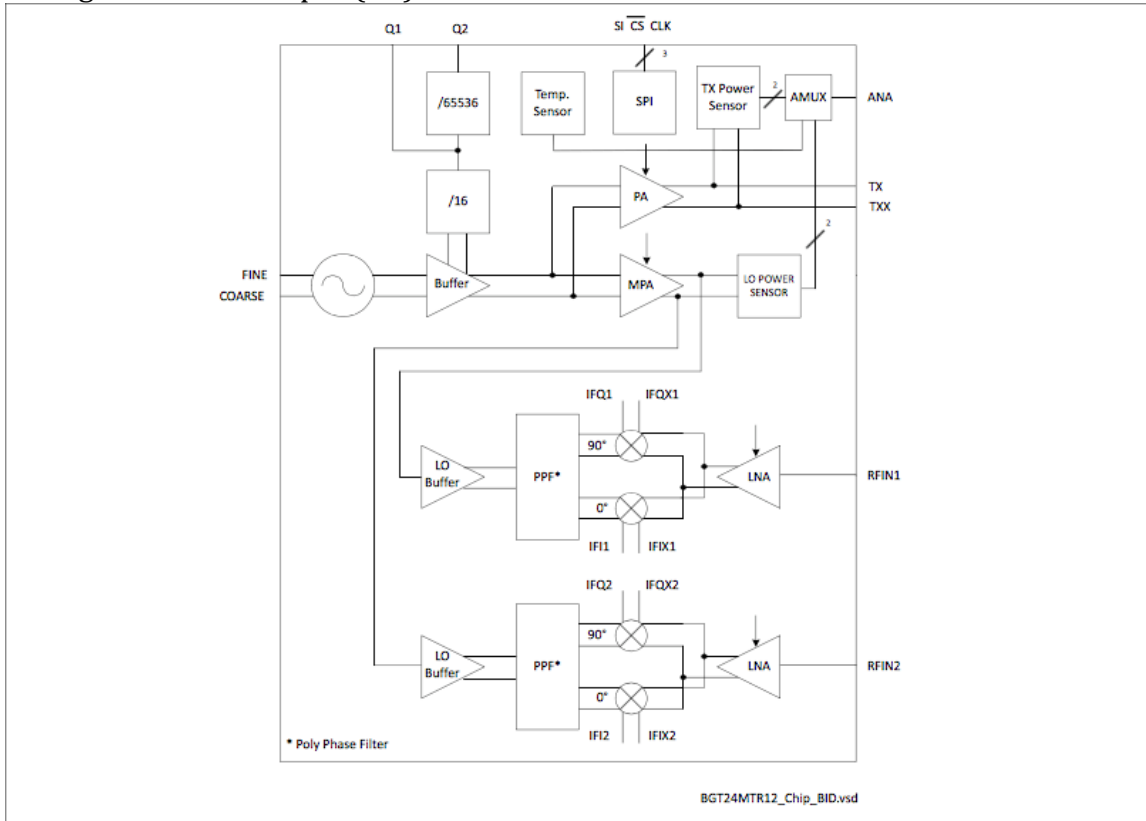 Q1 Q2 SI CS CLK
3
2
/65536
Temp.
Sensor
SPI
TX Power
Sensor
AMUX
ANA
/16
PA
TX
TXX
2
FINE
COARSE
Buffer
MPA
LO POWER
SENSOR
IFQ1 IFQX1
90°
LO
Buffer
PPF*
LNA
RFIN1
0°
IFI1 IFIX1
IFQ2 IFQX2
90°
LO
Buffer
PPF*
LNA
RFIN2
0°
IFI2 IFIX2
* Poly Phase Filter
BGT24MTR12_Chip_BID.vsd